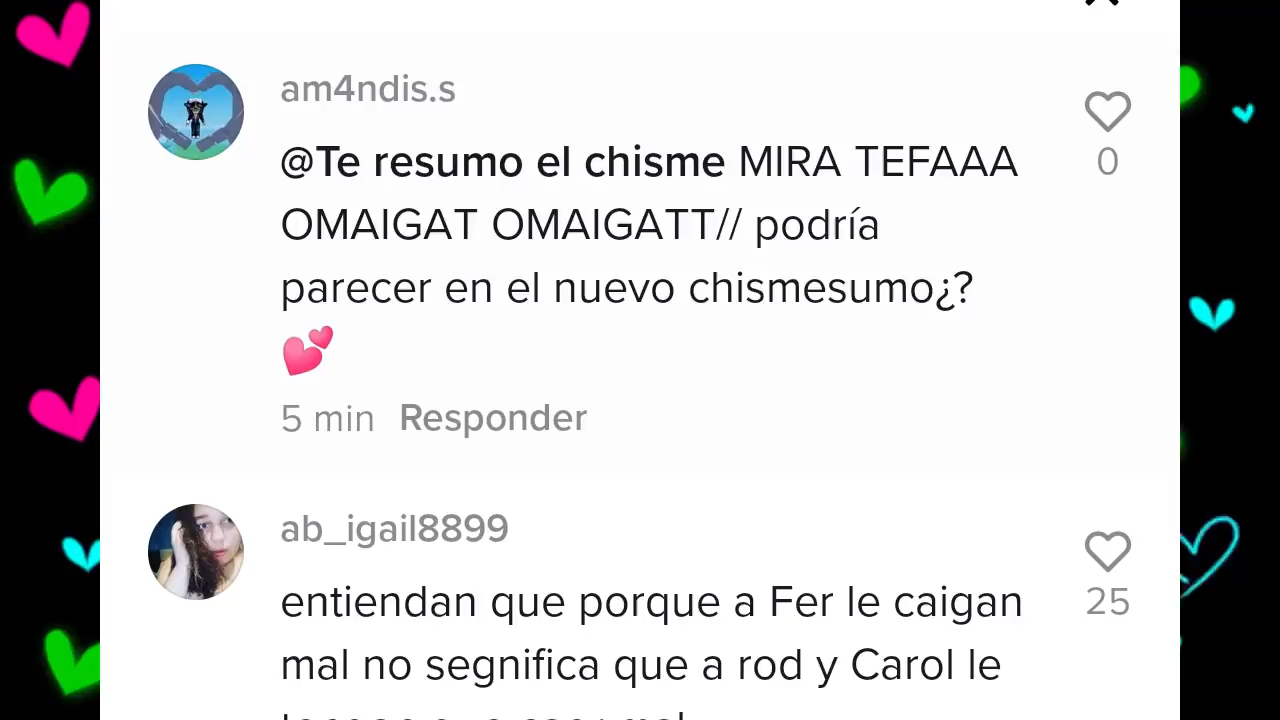 am4ndis.s
@Te resumo el chisme MIRA TEFAAA
0
OMAIGAT OMAIGATT// podría
parecer en el nuevo chismesumo¿?
💕
5 min Responder
ab_igail8899
entiendan que porque a Fer le caigan
25
mal no segnifica que a rod y Carol le